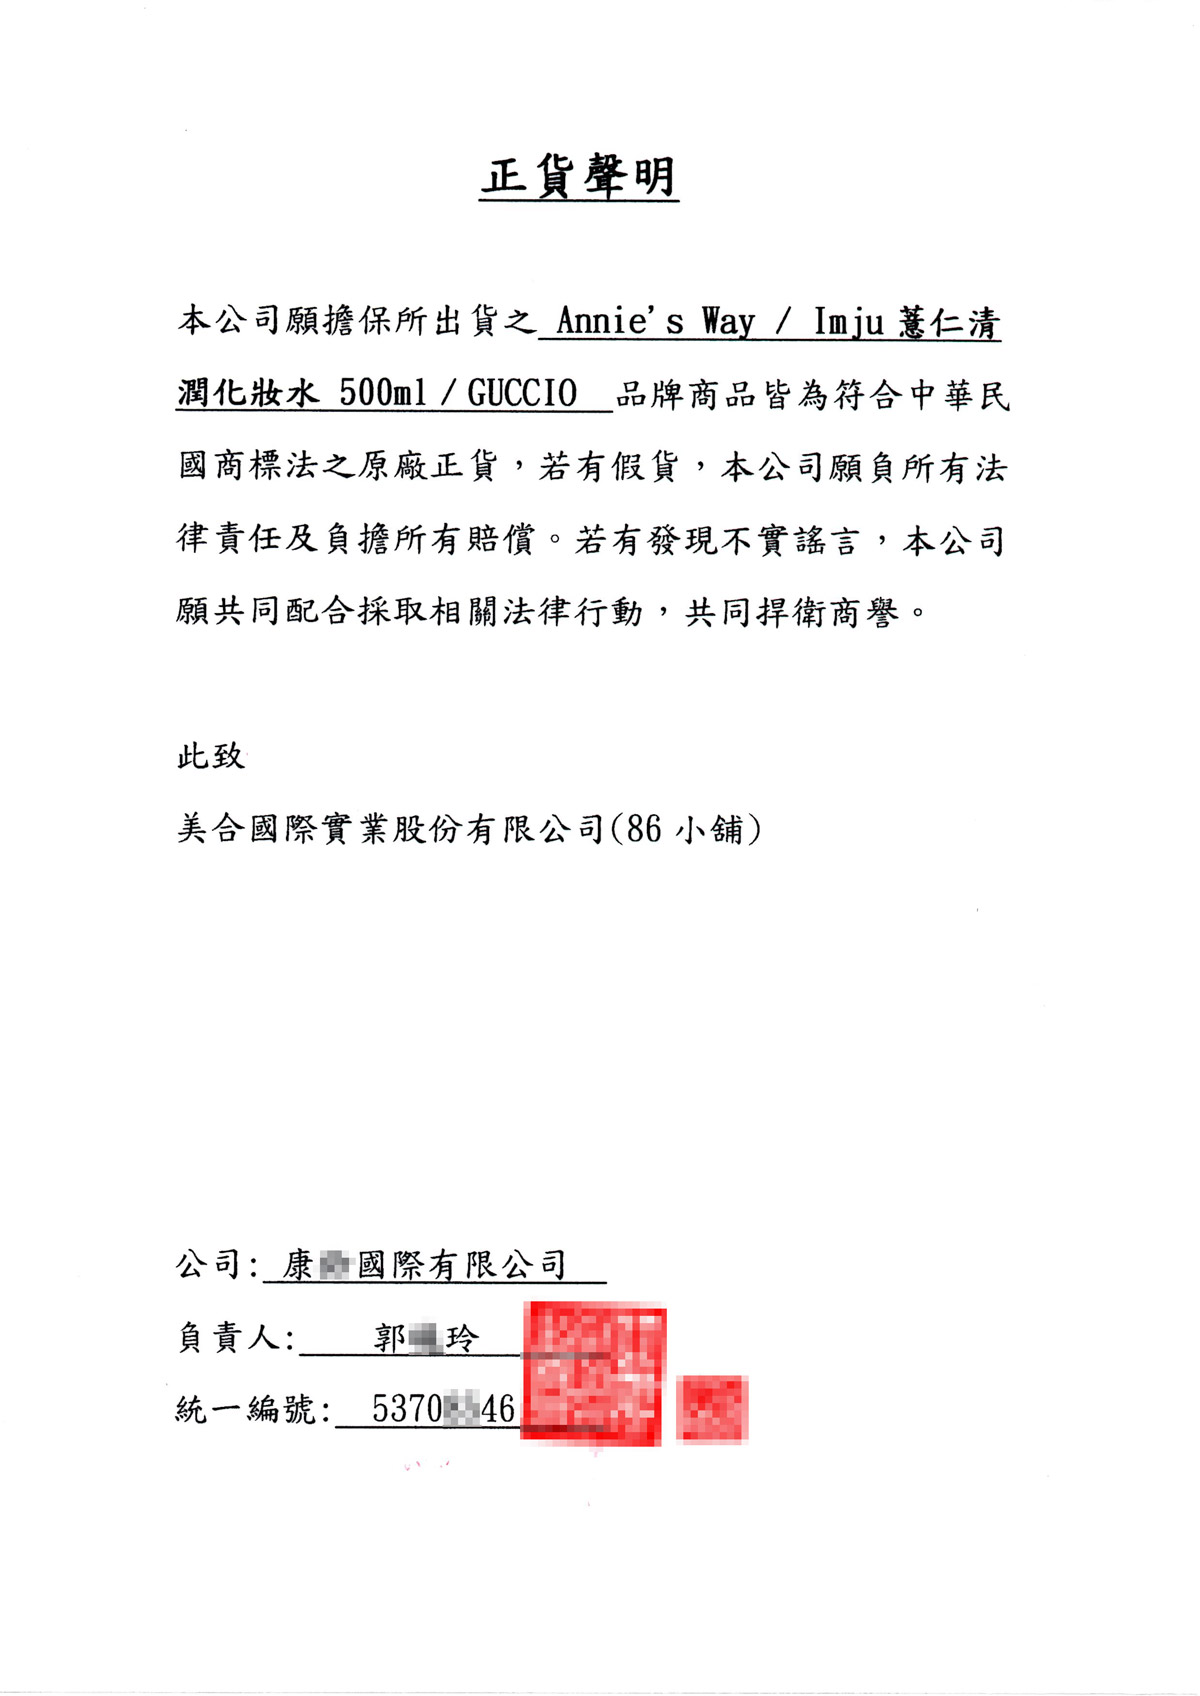 正貨聲明
本公司願擔保所出貨之 Annie's Way / Imju薏仁清
潤化妝水 500ml / GUCCIO 品牌商品皆為符合中華民
國商標法之原廠正貨，若有假貨，本公司願負所有法
律責任及負擔所有賠償。若有發現不實謠言，本公司
願共同配合採取相關法律行動，共同捍衛商譽。
此致
美合國際實業股份有限公司(86 小舖)
公司: 康 國際有限公司
負責人: 郭 玲
統一編號: 5370 46